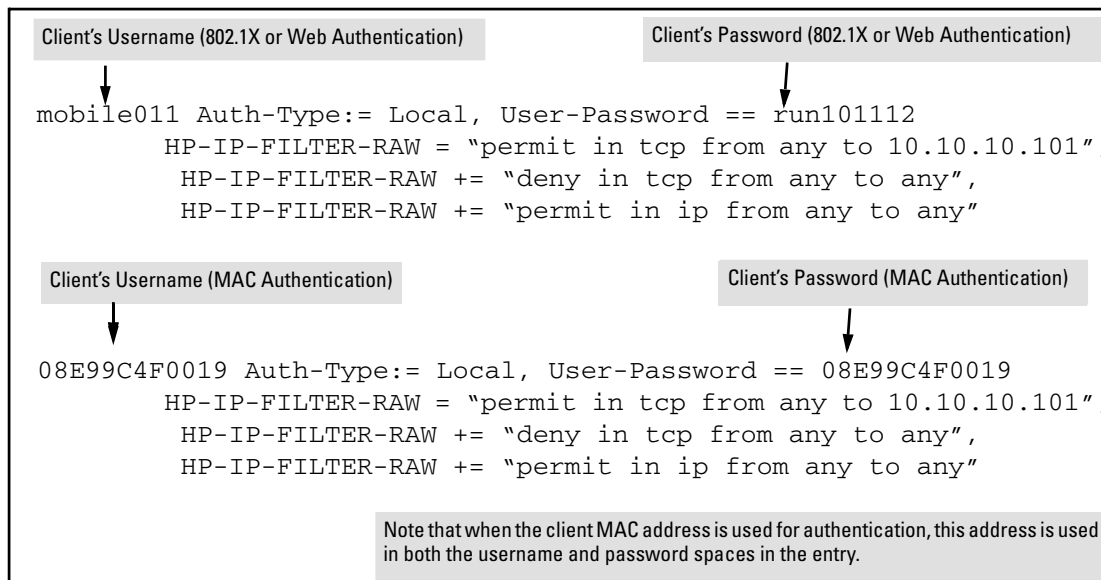 Client's Username (802.1X or Web Authentication)
Client's Password (802.1X or Web Authentication)
mobile011 Auth-Type:= Local, User-Password == run101112
HP-IP-FILTER-RAW = “permit in tcp from any to 10.10.10.101”,
HP-IP-FILTER-RAW += “deny in tcp from any to any”,
HP-IP-FILTER-RAW += “permit in ip from any to any”
Client's Username (MAC Authentication)
Client's Password (MAC Authentication)
08E99C4F0019 Auth-Type:= Local, User-Password == 08E99C4F0019
HP-IP-FILTER-RAW = “permit in tcp from any to 10.10.10.101”,
HP-IP-FILTER-RAW += “deny in tcp from any to any”,
HP-IP-FILTER-RAW += “permit in ip from any to any”
Note that when the client MAC address is used for authentication, this address is used
in both the username and password spaces in the entry.